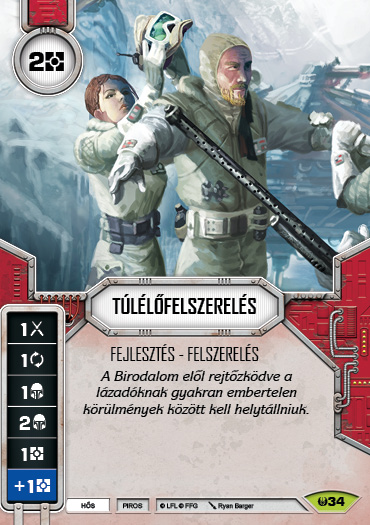 2
TÚLÉLŐFELSZERELÉS
FEJLESZTÉS - FELSZERELÉS
A Birodalom elől rejtőzködve a
lázadóknak gyakran embertelen
körülmények között kell helytállniuk.
1
1
1
2
1
+1
HŐS PIROS © LFL © FFG Ryan Barger 34